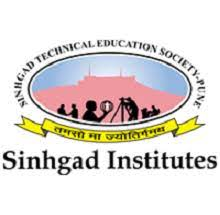 SINHGAD TECHNICAL EDUCATION SOCIETY-PUNE
तमसो मा ज्योतिर्गमय
Sinhgad Institutes